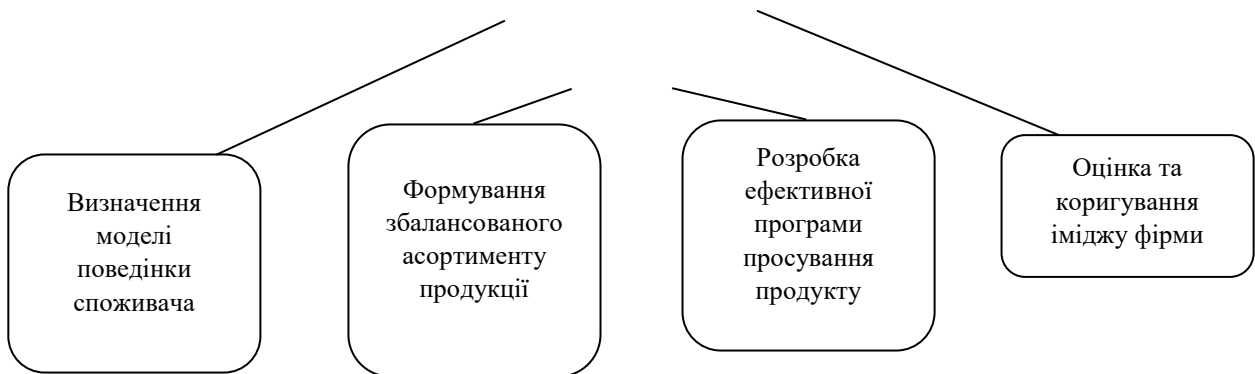 Визначення
моделі
поведінки
споживача
Формування
збалансованого
асортименту
продукції
Розробка
ефективної
програми
просування
продукту
Оцінка та
коригування
іміджу фірми